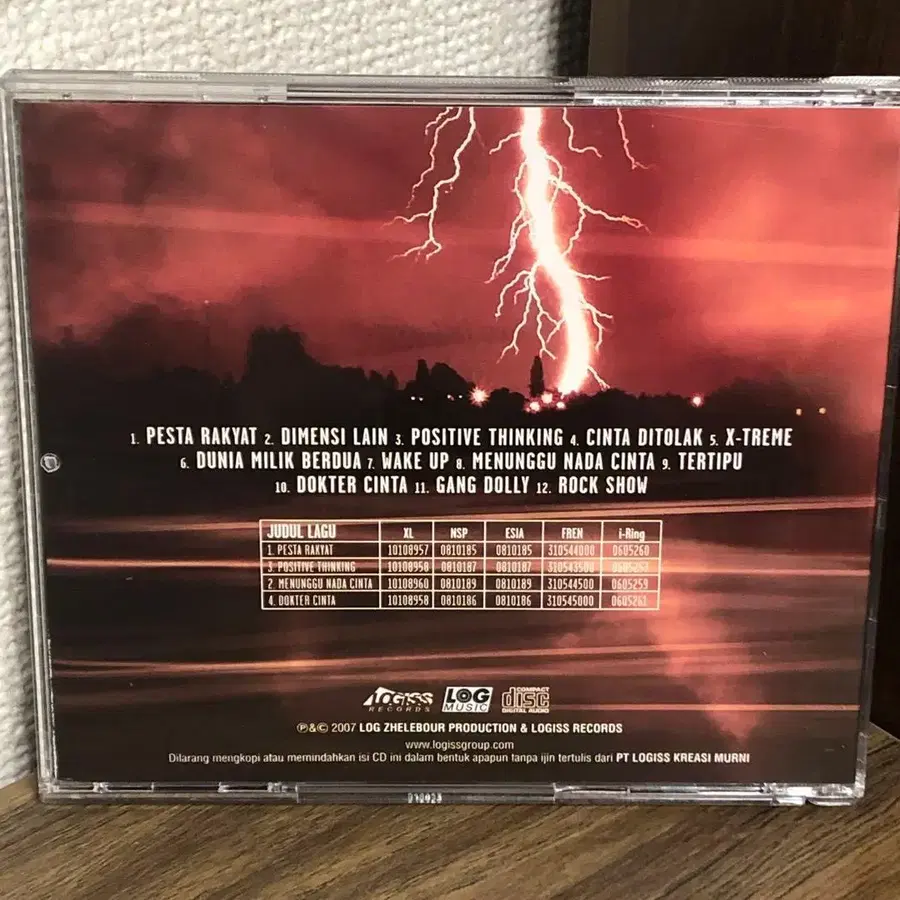 1. PESTA RAKYAT 2. DIMENSI LAIN 3. POSITIVE THINKING 4. CINTA DITOLAK 5. X-TREME
6. DUNIA MILIK BERDUA 7. WAKE UP 8. MENUNGGU NADA CINTA 9. TERTIPU
10. DOKTER CINTA 11. GANG DOLLY 12. ROCK SHOW
JUDUL LAGU XL NSP ESIA FREN i-Ring
1. PESTA RAKYAT 10108957 0810185 0810185 310544000 0605260
3. POSITIVE THINKING 10108958 0810187 0810187 310543500
2. MENUNGGU NADA CINTA 10108960 0810189 0810189 310544500 0605259
4. DOKTER CINTA 10108958 0810186 0810186 310545000 0605261
LOGISS RECORDS LOG MUSIC COMPACT disc DIGITAL AUDIO
℗&© 2007 LOG ZHELEBOUR PRODUCTION & LOGISS RECORDS
www.logissgroup.com
Dilarang mengkopi atau memindahkan isi CD ini dalam bentuk apapun tanpa ijin tertulis dari PT LOGISS KREASI MURNI